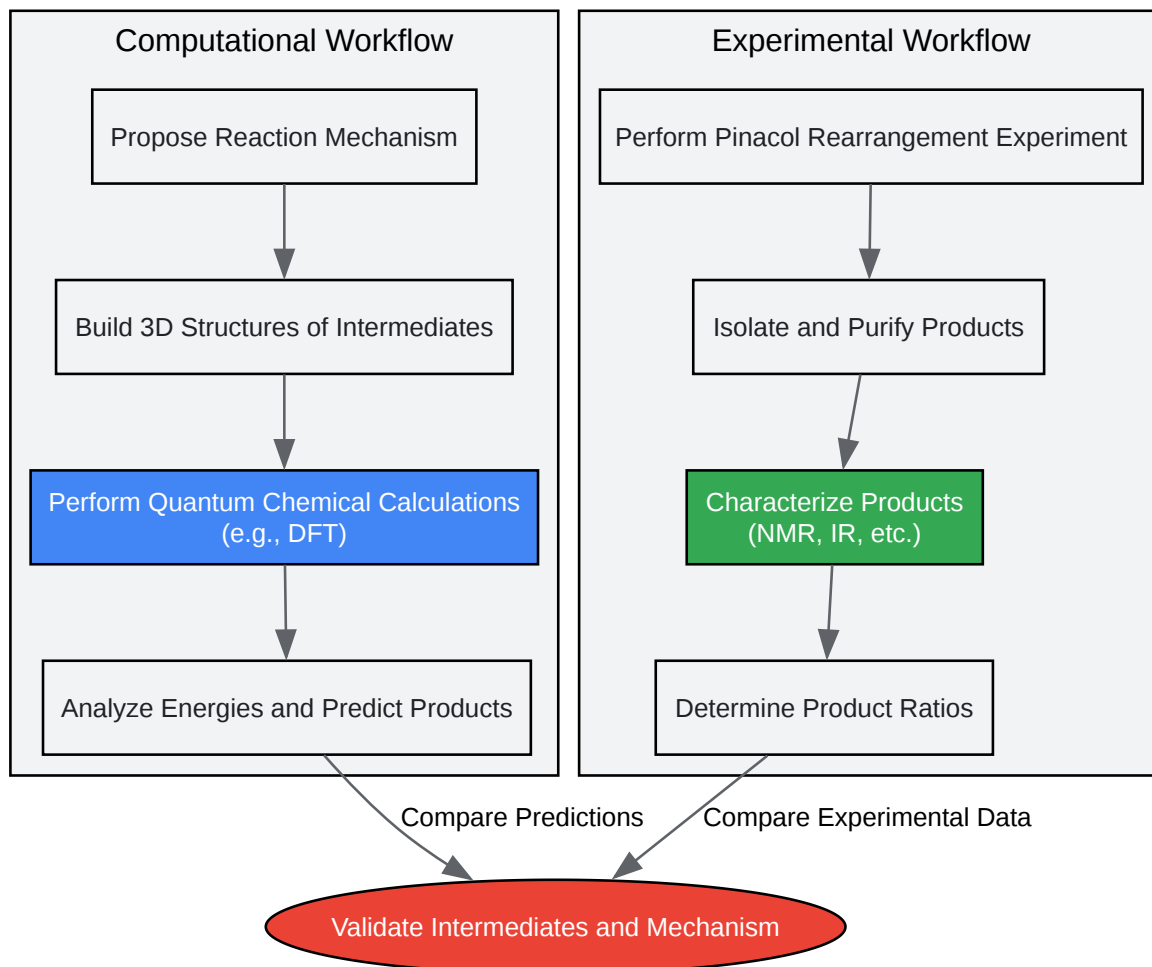 Computational Workflow
Propose Reaction Mechanism
Build 3D Structures of Intermediates
Perform Quantum Chemical Calculations
(e.g., DFT)
Analyze Energies and Predict Products
Experimental Workflow
Perform Pinacol Rearrangement Experiment
Isolate and Purify Products
Characterize Products
(NMR, IR, etc.)
Determine Product Ratios
Compare Predictions
Compare Experimental Data
Validate Intermediates and Mechanism